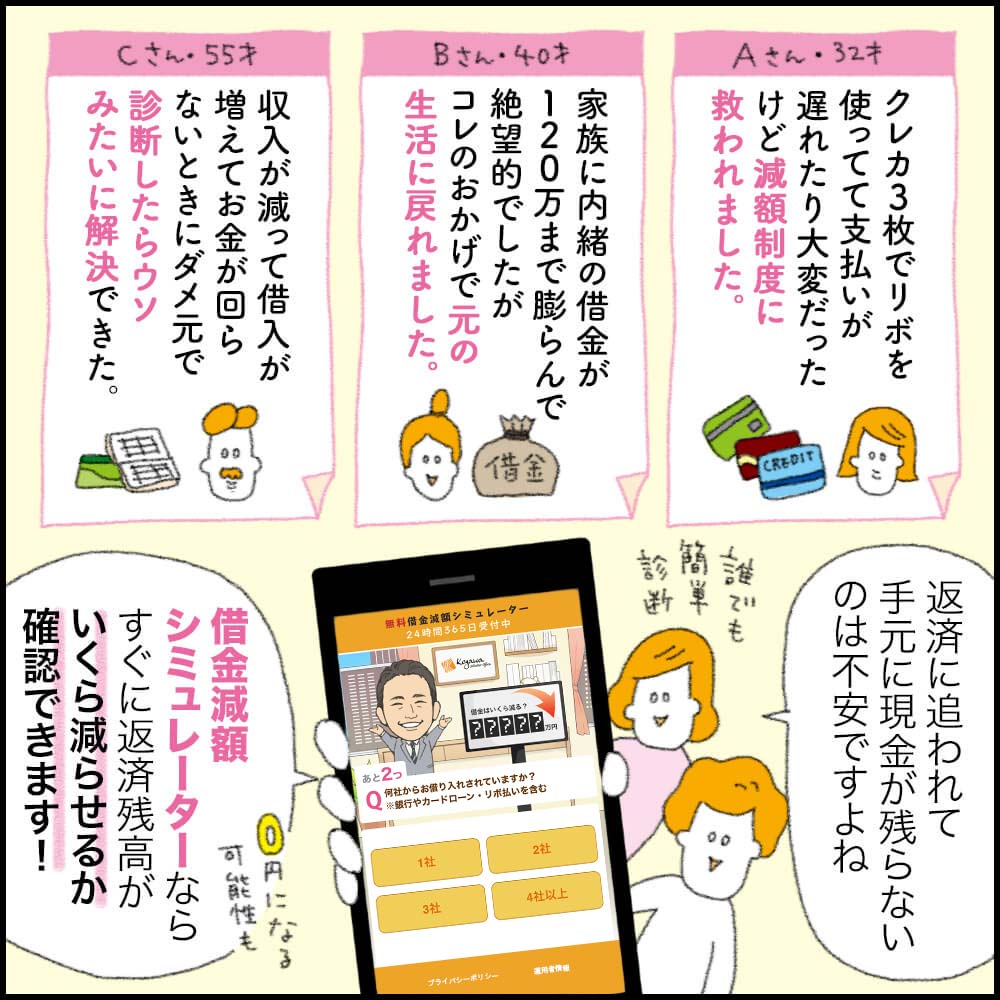 Aさん・32才
クレカ3枚でリボを
使ってて支払いが
遅れたり大変だった
けど減額制度に
救われました。
CREDIT
Bさん・40才
家族に内緒の借金が
120万まで膨らんで
絶望的でしたが
コレのおかげで元の
生活に戻れました。
借金
Cさん・55才
収入が減って借入が
増えてお金が回ら
ないときにダメ元で
診断したらウソ
みたいに解決できた。
返済に追われて
手元に現金が残らない
のは不安ですよね
誰でも
簡単
診断
無料借金減額シミュレーター
24時間365日受付中
Kogawa
借金はいくら減る?
?????万円
あと2つ
Q 何社からお借り入れされていますか?
※銀行やカードローン・リボ払いを含む
1社
2社
3社
4社以上
プライバシーポリシー
運用者情報
借金減額
シミュレーターなら
すぐに返済残高が
いくら減らせるか
確認できます!
0円になる
可能性も